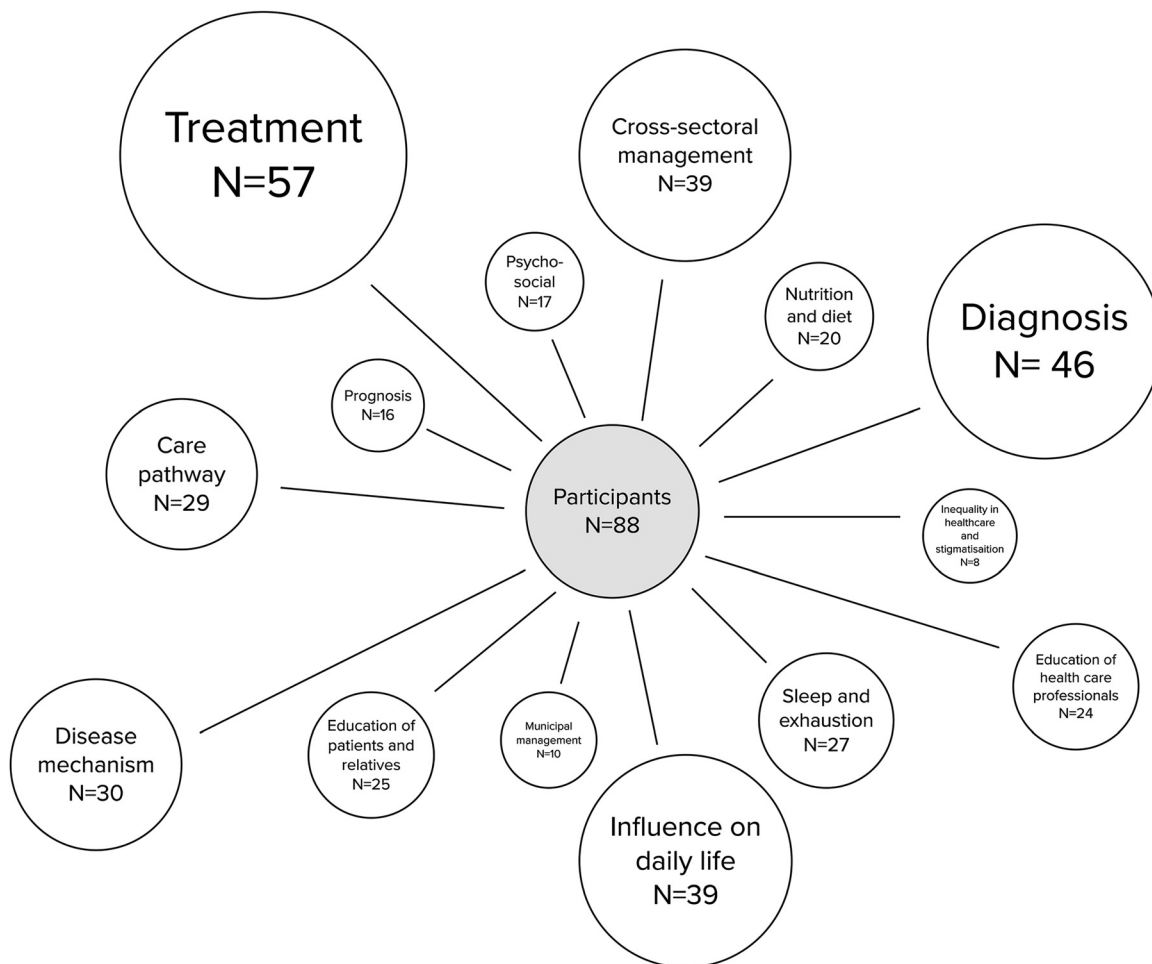 Treatment
N=57
Cross-sectoral
management
N=39
Psycho-
social
N=17
Nutrition
and diet
N=20
Diagnosis
N= 46
Prognosis
N=16
Care
pathway
N=29
Participants
N=88
Inequality in
healthcare
and
stigmatisaition
N=8
Education of
health care
professionals
N=24
Sleep and
exhaustion
N=27
Disease
mechanism
N=30
Education of
patients and
relatives
N=25
Municipal
management
N=10
Influence on
daily life
N=39